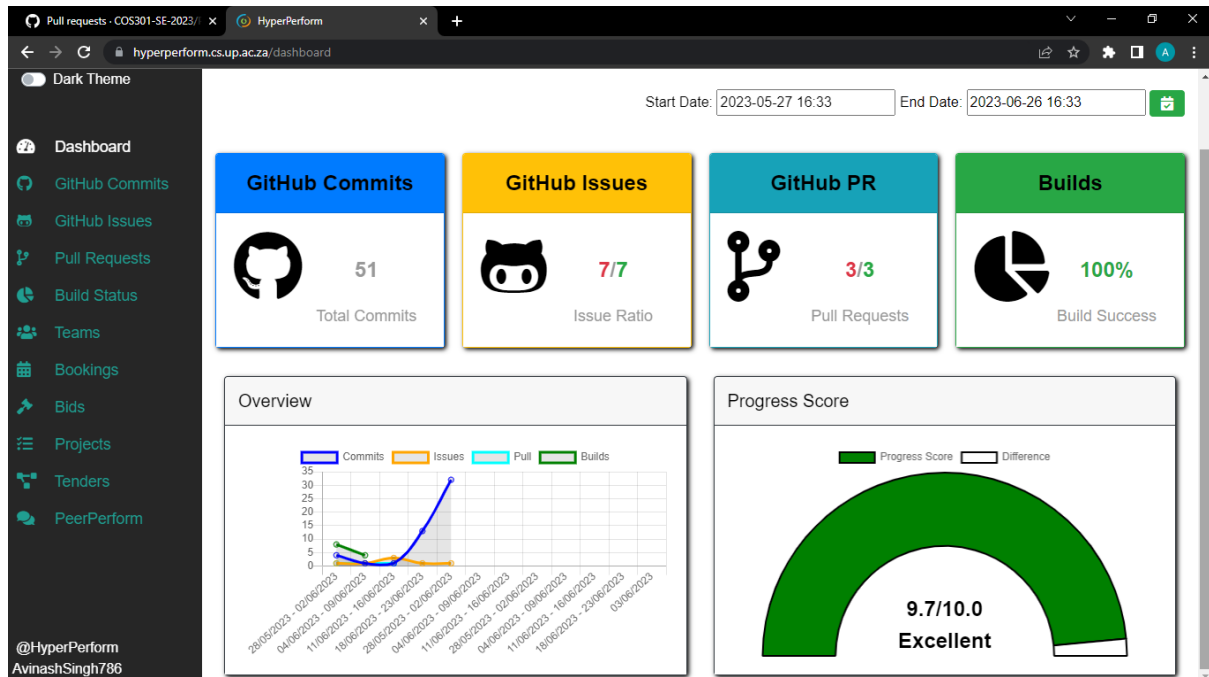 Pull requests · COS301-SE-2023/
HyperPerform
hyperperform.cs.up.ac.za/dashboard
A
Dark Theme
Start Date: 2023-05-27 16:33 End Date: 2023-06-26 16:33
Dashboard
GitHub Commits
GitHub Issues
Pull Requests
Build Status
Teams
Bookings
Bids
Projects
Tenders
PeerPerform
@HyperPerform
AvinashSingh786
GitHub Commits
51
Total Commits
GitHub Issues
7/7
Issue Ratio
GitHub PR
3/3
Pull Requests
Builds
100%
Build Success
Overview
Commits Issues Pull Builds
35
30
25
20
15
10
5
0
28/05/2023 - 02/06/2023
04/06/2023 - 09/06/2023
11/06/2023 - 16/06/2023
18/06/2023 - 23/06/2023
28/05/2023 - 02/06/2023
04/06/2023 - 09/06/2023
11/06/2023 - 16/06/2023
28/05/2023 - 02/06/2023
04/06/2023 - 09/06/2023
11/06/2023 - 16/06/2023
18/06/2023 - 23/06/2023
03/06/2023
Progress Score
Progress Score Difference
9.7/10.0
Excellent